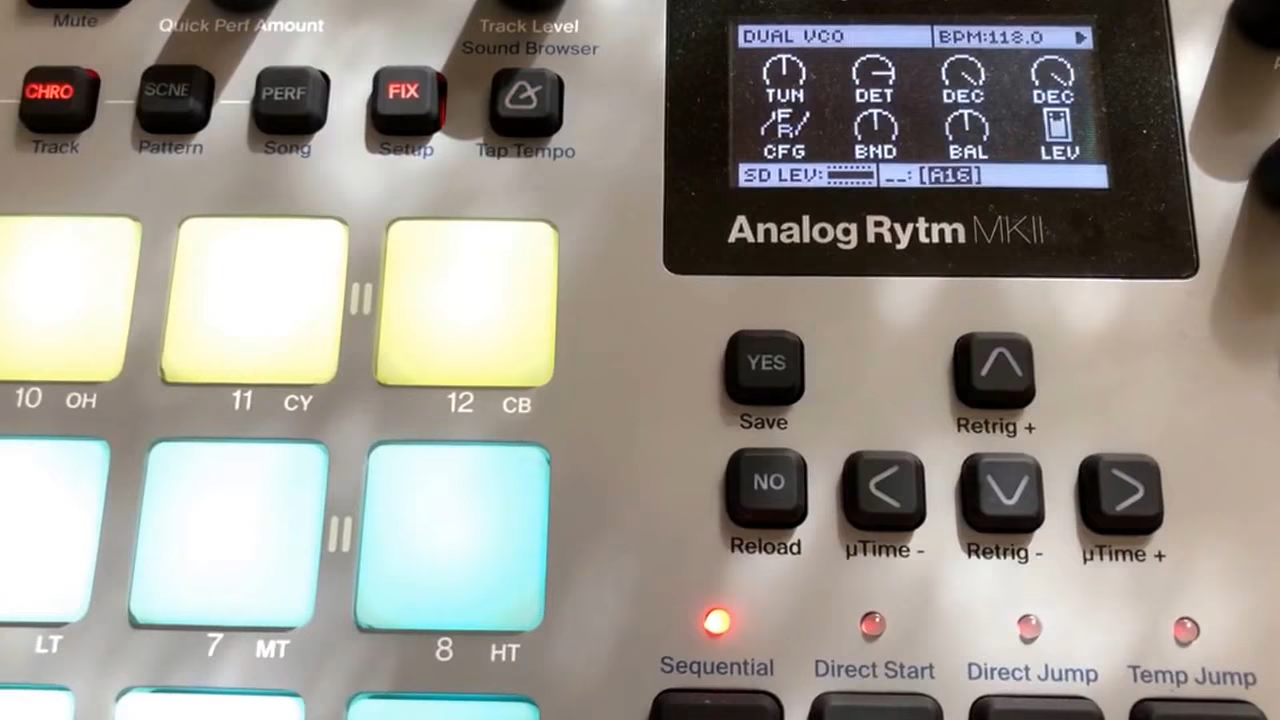 Mute
Quick Perf Amount
Track Level
Sound Browser
CHRO
SCNE
PERF
FIX
Track
Pattern
Song
Setup
Tap Tempo
DUAL VCO
BPM:118.0
TUN
DET
DEC
DEC
/F/R/
CFG
BND
BAL
LEV
SD LEV:
__: [A16]
Analog Rytm MKII
10 OH
11 CY
12 CB
YES
Save
Retrig +
NO
Reload
µTime -
Retrig -
µTime +
LT
7 MT
8 HT
Sequential
Direct Start
Direct Jump
Temp Jump